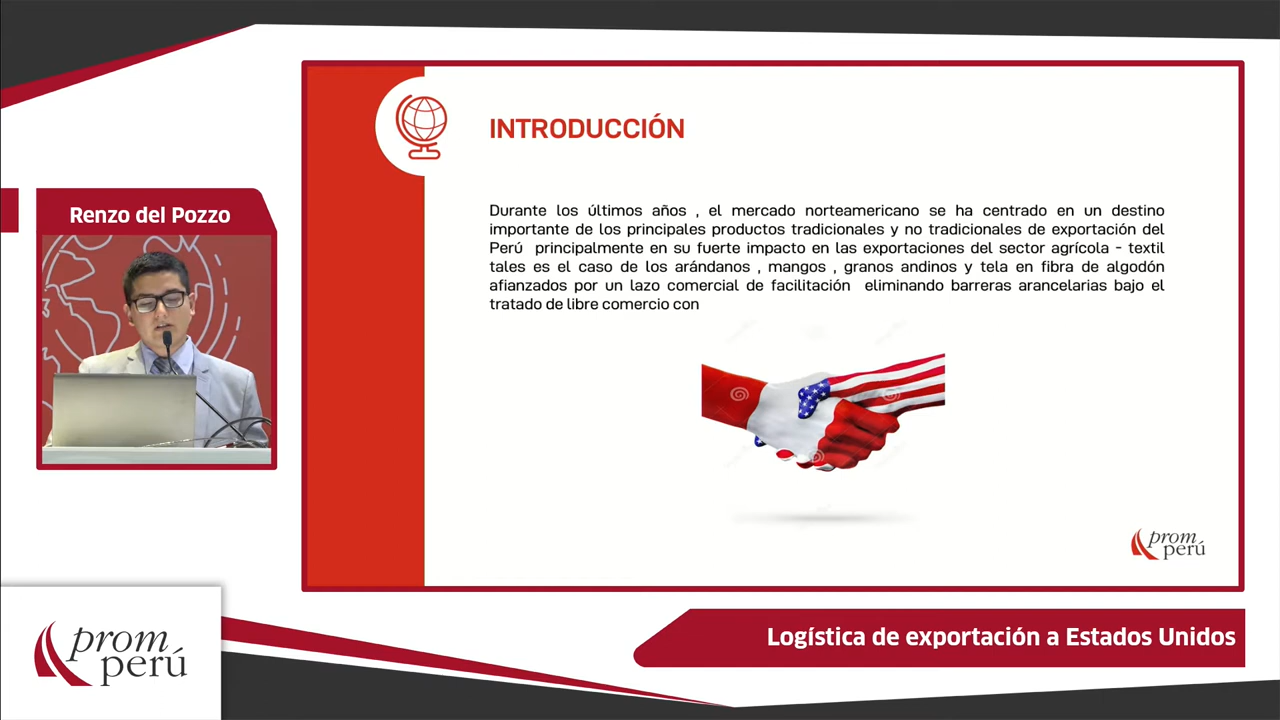 Renzo del Pozzo
INTRODUCCIÓN
Durante los últimos años , el mercado norteamericano se ha centrado en un destino
importante de los principales productos tradicionales y no tradicionales de exportación del
Perú principalmente en su fuerte impacto en las exportaciones del sector agrícola - textil
tales es el caso de los arándanos , mangos , granos andinos y tela en fibra de algodón
afianzados por un lazo comercial de facilitación eliminando barreras arancelarias bajo el
tratado de libre comercio con
prom
perú
Logística de exportación a Estados Unidos
prom
perú